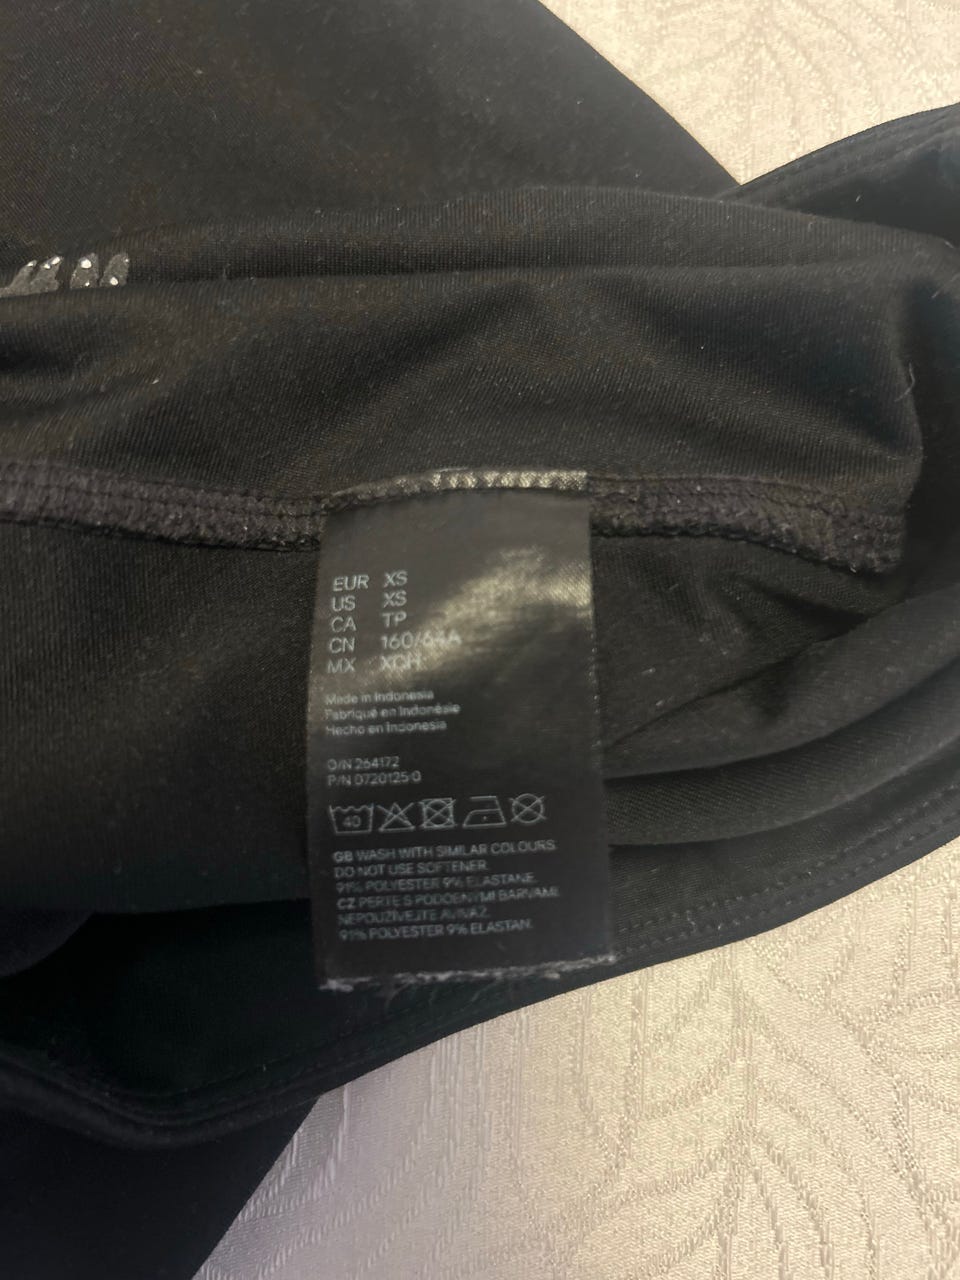 EUR XS
US XS
CA TP
CN 160/64A
MX XCH
Made in Indonesia
Fabriqué en Indonésie
Hecho en Indonesia
O/N 264172
P/N 0720125-0
40
GB WASH WITH SIMILAR COLOURS
DO NOT USE SOFTENER.
91% POLYESTER 9% ELASTANE.
CZ PERTE S PODOBNÝMI BARVAMI.
NEPOUŽÍVEJTE AVIVÁŽ.
91% POLYESTER 9% ELASTAN.